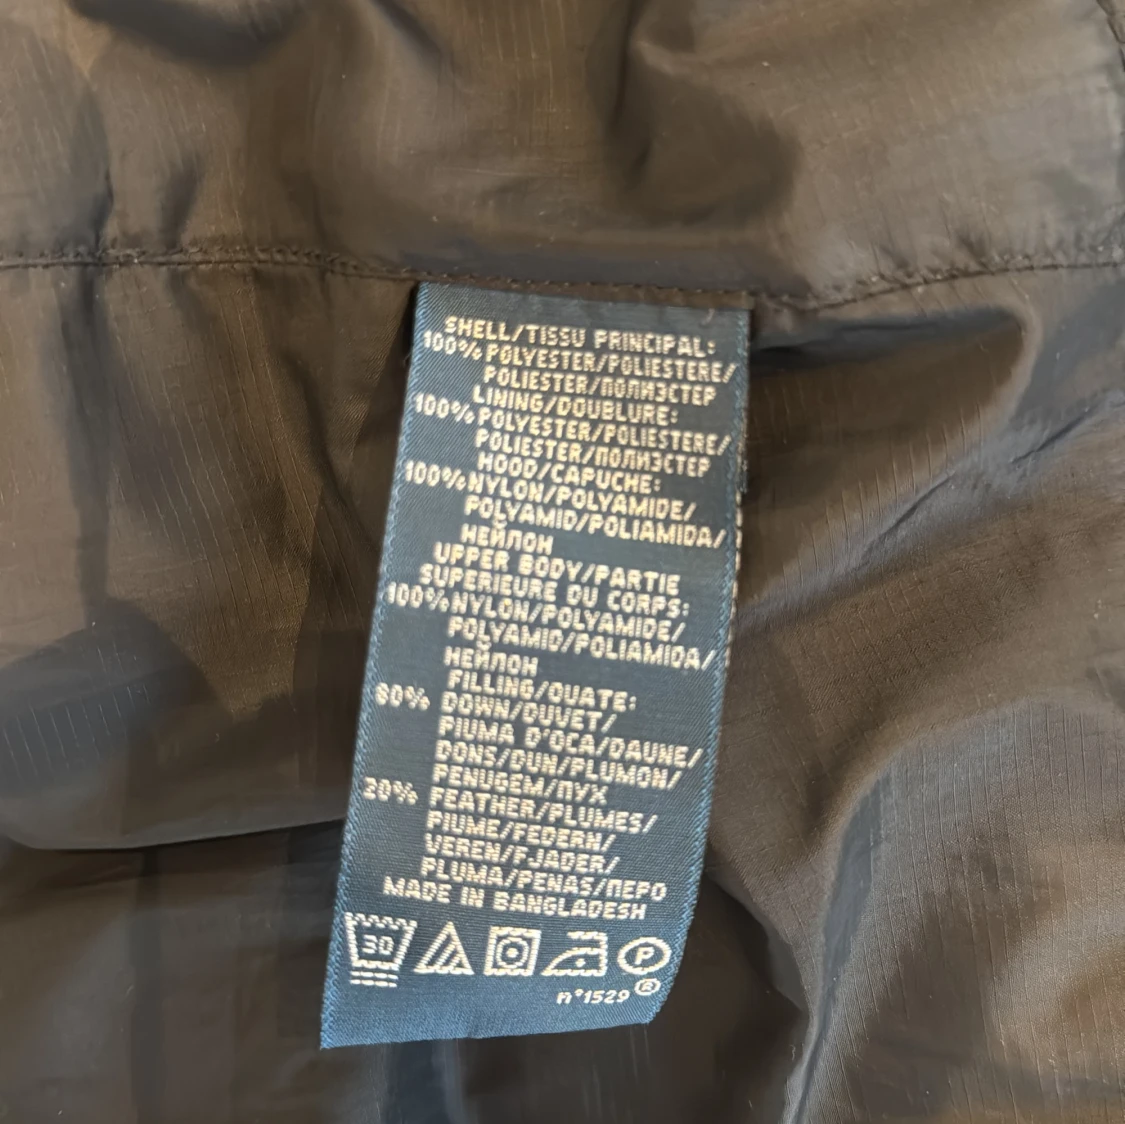 SHELL/TISSU PRINCIPAL:
100% POLYESTER/POLIESTERE/
POLIESTER/ПОЛИЭСТЕР
LINING/DOUBLURE:
100% POLYESTER/POLIESTERE/
POLIESTER/ПОЛИЭСТЕР
HOOD/CAPUCHE:
100% NYLON/POLYAMIDE/
POLYAMID/POLIAMIDA/
НЕЙЛОН
UPPER BODY/PARTIE
SUPERIEURE DU CORPS:
100% NYLON/POLYAMIDE/
POLYAMID/POLIAMIDA/
НЕЙЛОН
FILLING/OUATE:
80% DOWN/DUVET/
PIUMA D'OCA/DAUNE/
DONS/DUN/PLUMON/
PENUGEM/ПУХ
20% FEATHER/PLUMES/
PIUME/FEDERN/
VEREN/FJADER/
PLUMA/PENAS/ПЕРО
MADE IN BANGLADESH
30
P
n°1529 ®